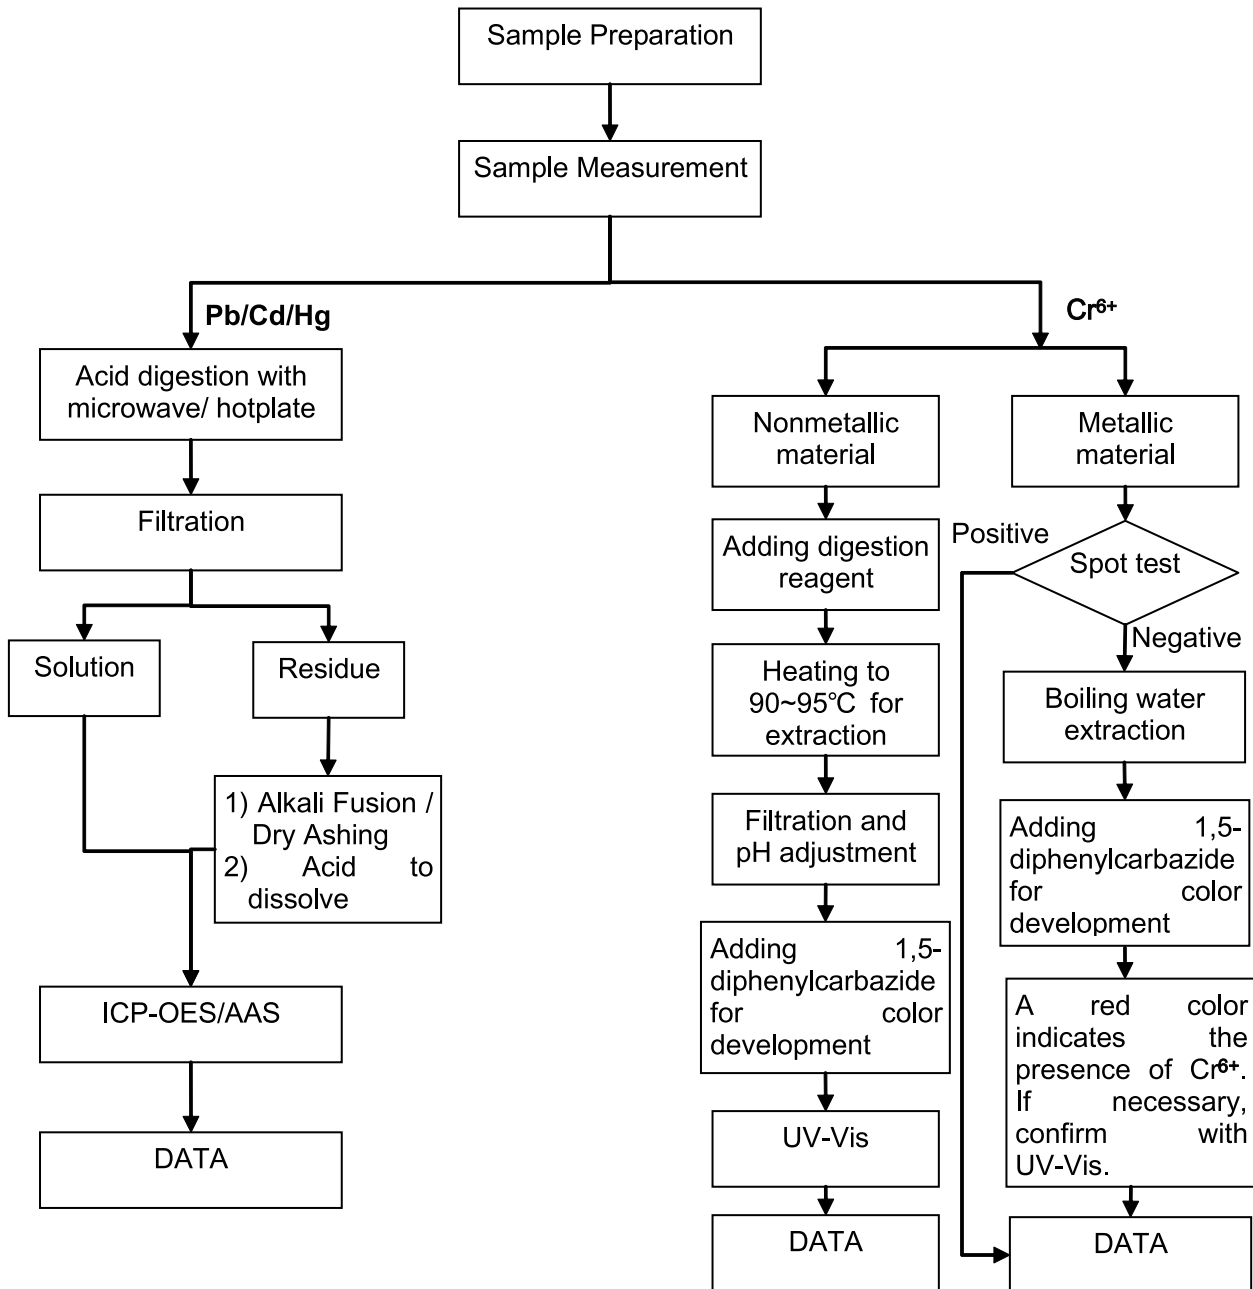 Sample Preparation
Sample Measurement
Pb/Cd/Hg
Acid digestion with
microwave/ hotplate
Filtration
Solution
Residue
1) Alkali Fusion /
Dry Ashing
2) Acid to
dissolve
ICP-OES/AAS
DATA
Cr⁶⁺
Nonmetallic
material
Adding digestion
reagent
Heating to
90~95℃ for
extraction
Filtration and
pH adjustment
Adding 1,5-
diphenylcarbazide
for color
development
UV-Vis
DATA
Metallic
material
Positive
Spot test
Negative
Boiling water
extraction
Adding 1,5-
diphenylcarbazide
for color
development
A red color
indicates the
presence of Cr⁶⁺.
If necessary,
confirm with
UV-Vis.
DATA